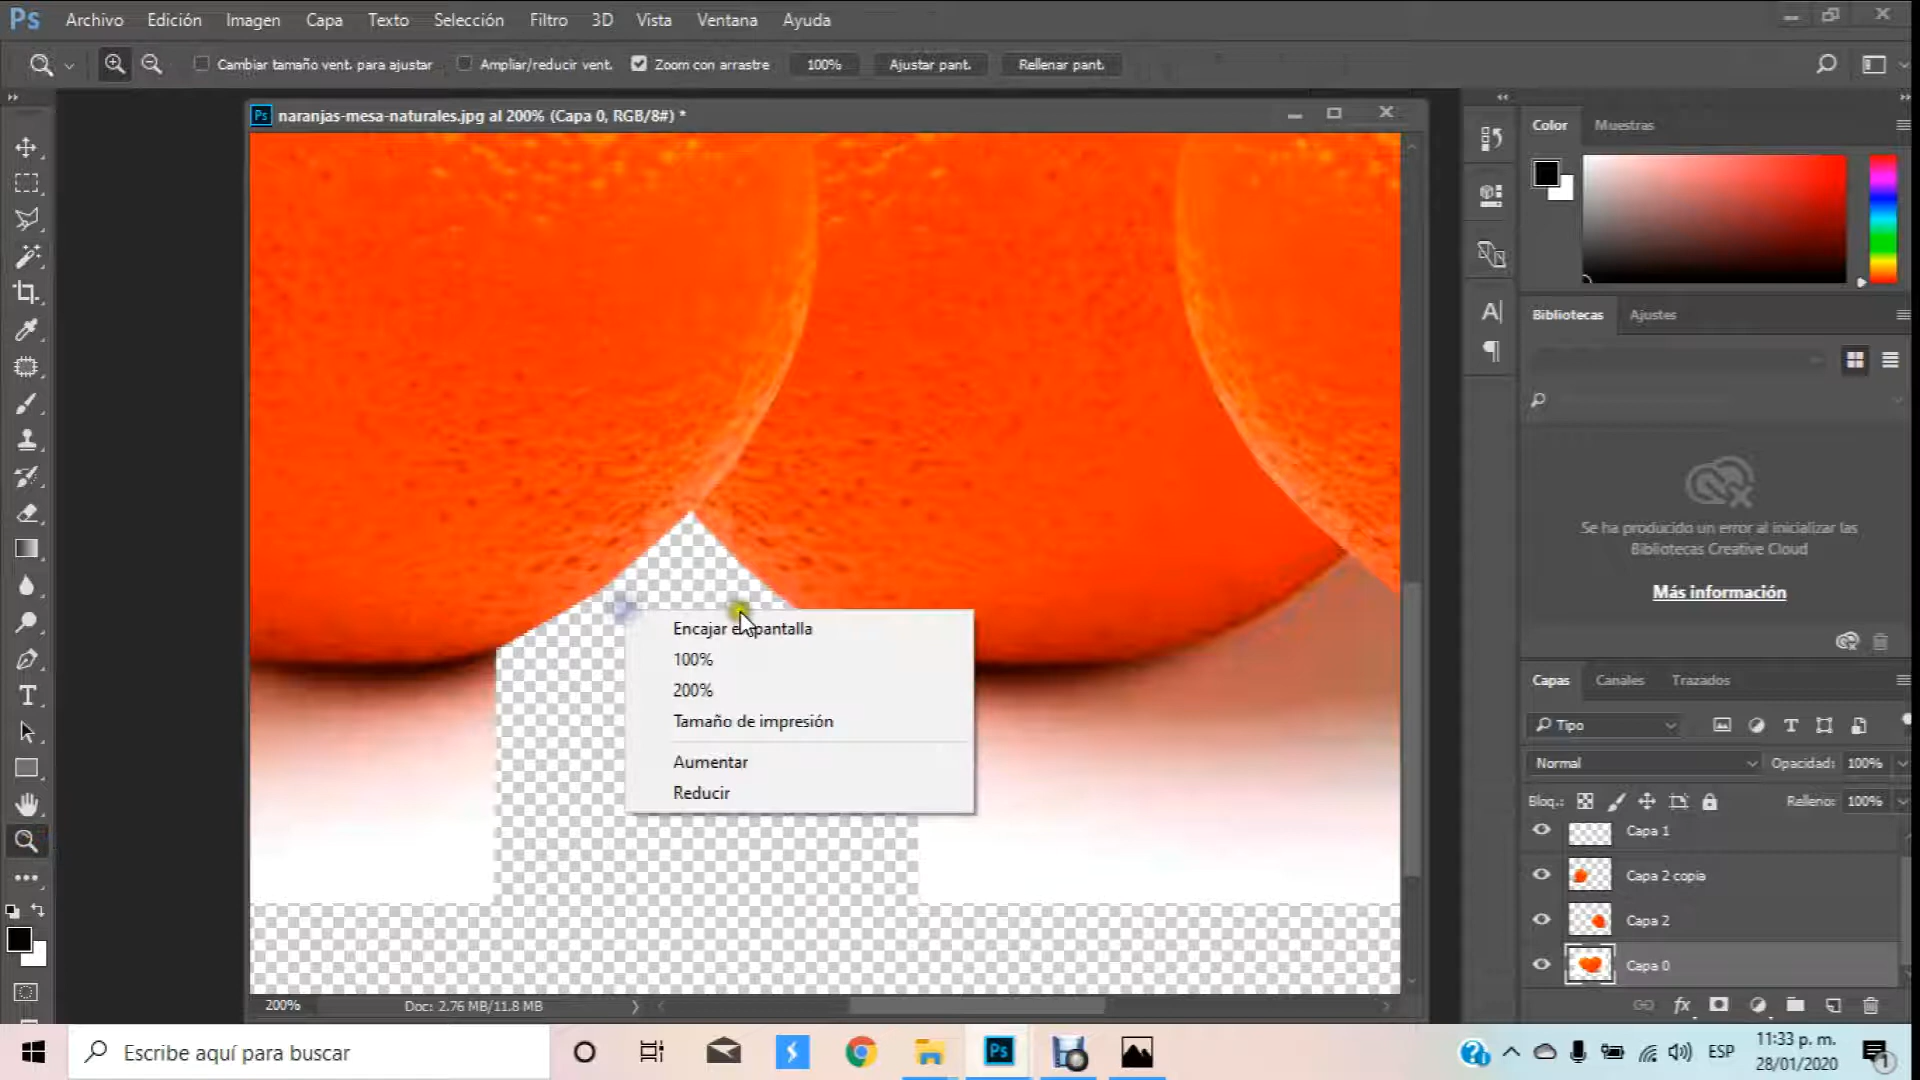 Ps Archivo Edición Imagen Capa Texto Selección Filtro 3D Vista Ventana Ayuda
Cambiar tamaño vent. para ajustar Ampliar/reducir vent. Zoom con arrastre 100% Ajustar pant. Rellenar pant.
Ps naranjas-mesa-naturales.jpg al 200% (Capa 0, RGB/8#) *
Color Muestras
Bibliotecas Ajustes
Se ha producido un error al inicializar las
Bibliotecas Creative Cloud
Más información
Encajar en pantalla
100%
200%
Tamaño de impresión
Aumentar
Reducir
Capas Canales Trazados
Tipo
Normal Opacidad: 100%
Bloq.: Relleno: 100%
Capa 1
Capa 2 copia
Capa 2
Capa 0
200% Doc: 2.76 MB/11.8 MB
Escribe aquí para buscar
Ps
ESP
11:33 p. m.
28/01/2020
1